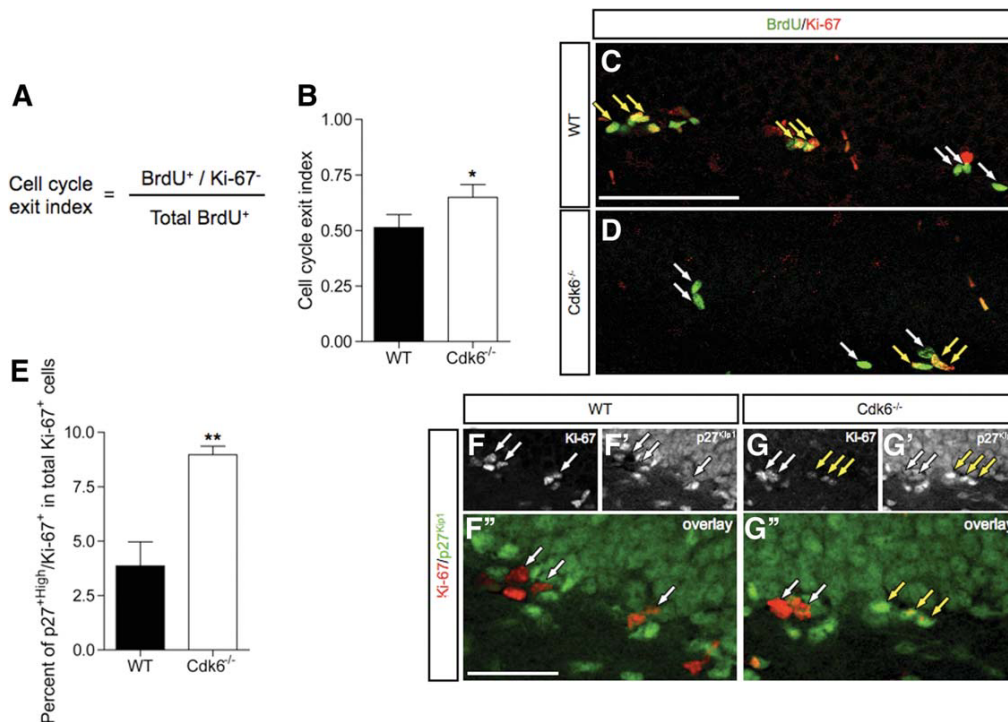 A
Cell cycle
exit index
=
BrdU⁺ / Ki-67⁻
Total BrdU⁺
B
Cell cycle exit index
1.00
0.75
0.50
0.25
0.00
*
WT
Cdk6⁻/⁻
BrdU/Ki-67
WT
C
Cdk6⁻/⁻
D
E
Percent of p27⁺ᴴⁱᵍʰ/Ki-67⁺ in total Ki-67⁺ cells
10.0
7.5
5.0
2.5
0.0
**
WT
Cdk6⁻/⁻
WT
Cdk6⁻/⁻
Ki-67/p27ᴷⁱᵖ¹
F
Ki-67
F'
p27ᴷⁱᵖ¹
G
Ki-67
G'
F"
overlay
G"
overlay